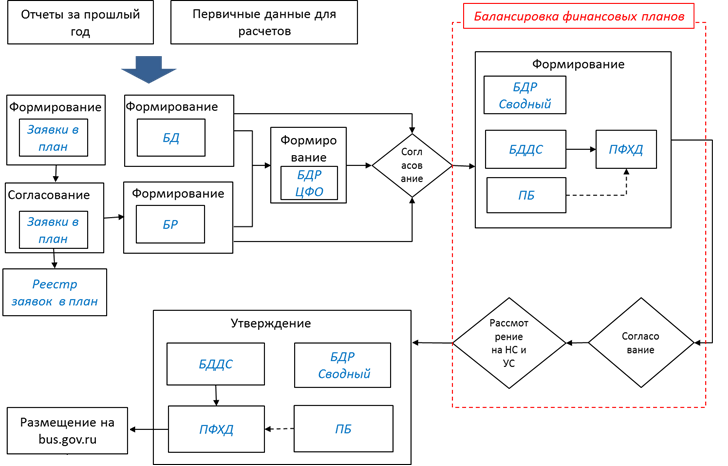 Отчеты за прошлый
год
Первичные данные для
расчетов
Балансировка финансовых планов
Формирование
Заявки в
план
Формирование
БД
Формиро
вание
БДР
ЦФО
Согл
асов
ание
Формирование
БДР
Сводный
БДДС
ПФХД
ПБ
Согласование
Заявки в
план
Формирование
БР
Реестр
заявок в план
Утверждение
БДДС
БДР
Сводный
ПФХД
ПБ
Рассмот
рение
на НС и
УС
Согласо
вание
Размещение на
bus.gov.ru